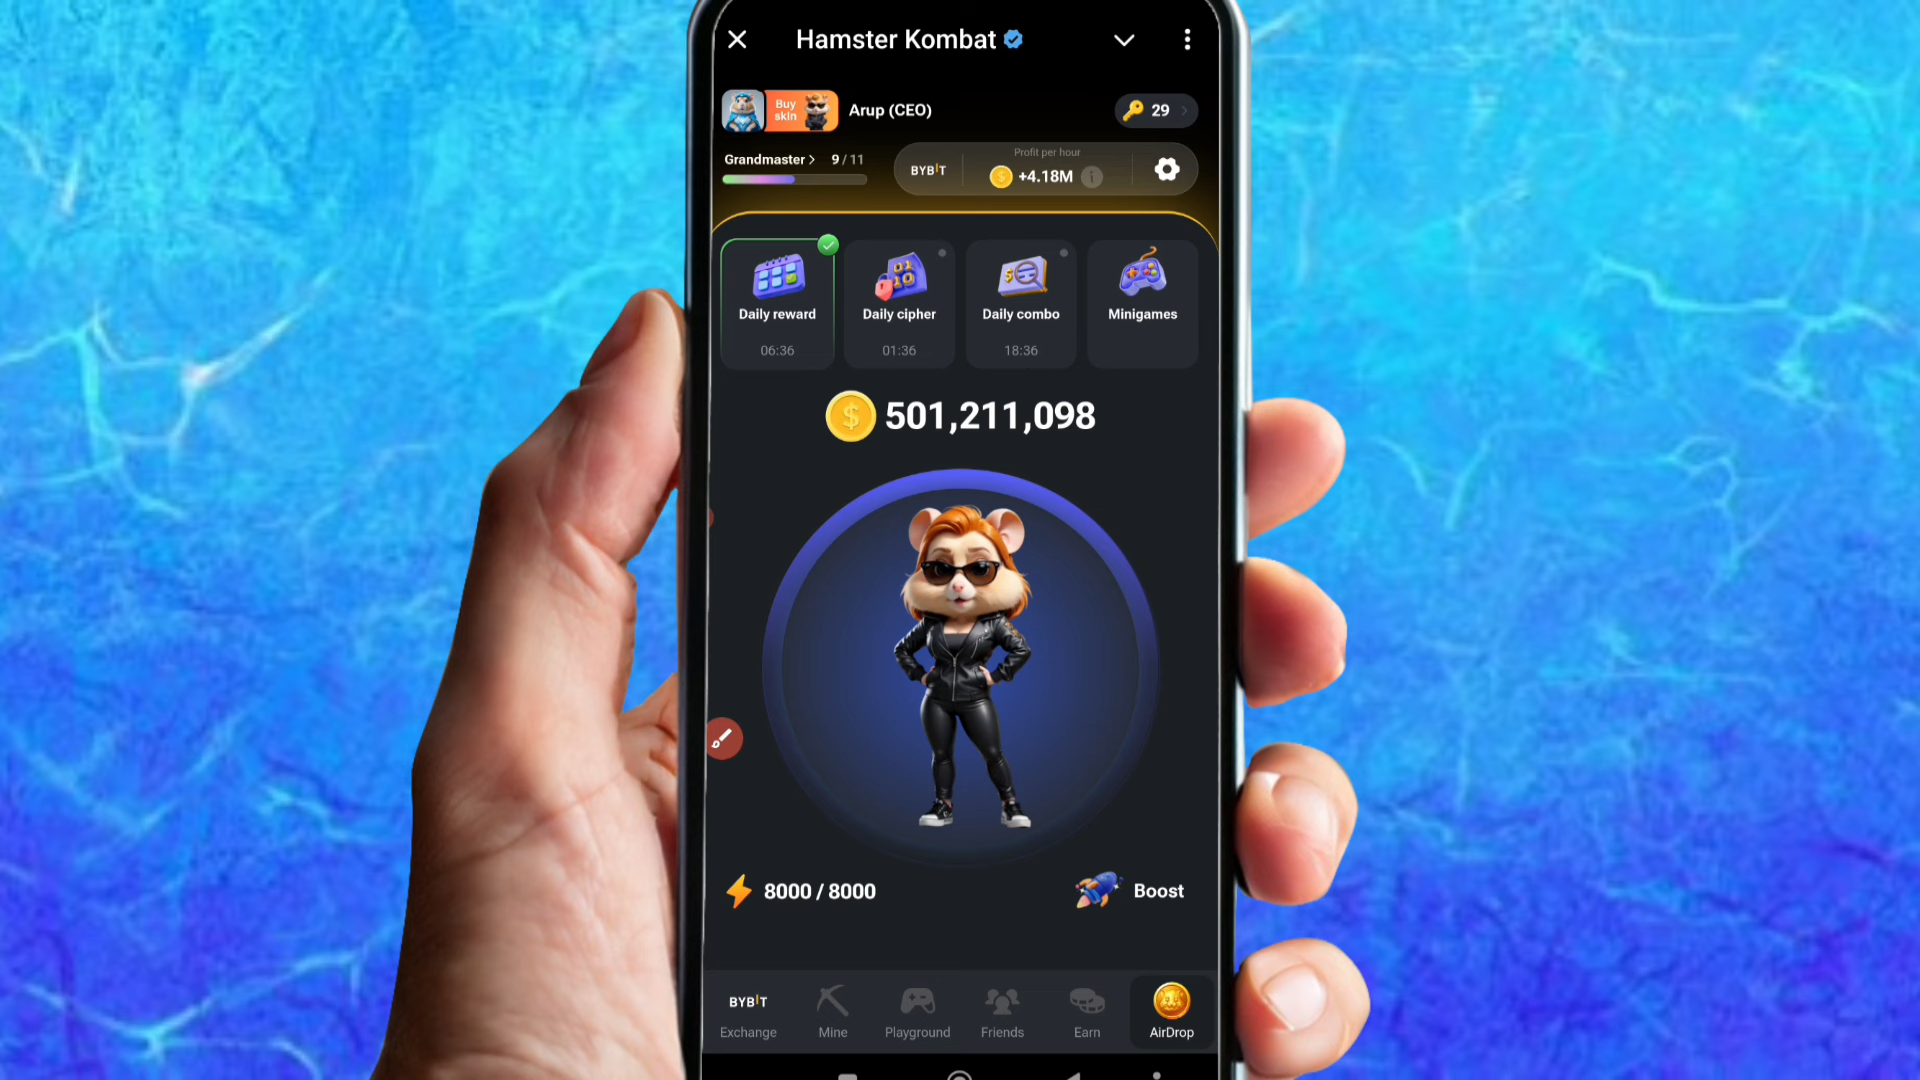 Hamster Kombat
Buy
skin
Arup (CEO)
29
Grandmaster > 9 / 11
BYBIT
Profit per hour
$ +4.18M i
Daily reward
06:36
01
10
Daily cipher
01:36
$
Daily combo
18:36
Minigames
$ 501,211,098
8000 / 8000
Boost
BYBIT
Exchange
Mine
Playground
Friends
Earn
AirDrop